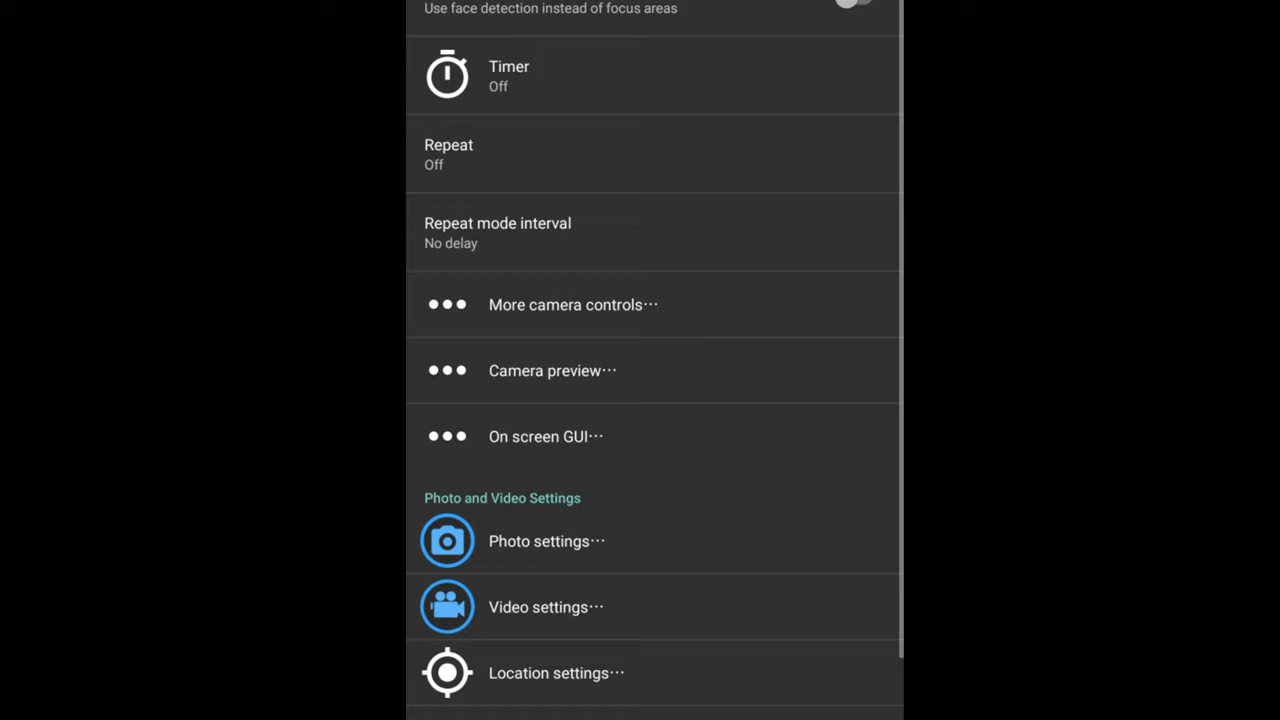 Use face detection instead of focus areas
Timer
Off
Repeat
Off
Repeat mode interval
No delay
More camera controls…
Camera preview…
On screen GUI…
Photo and Video Settings
Photo settings…
Video settings…
Location settings…